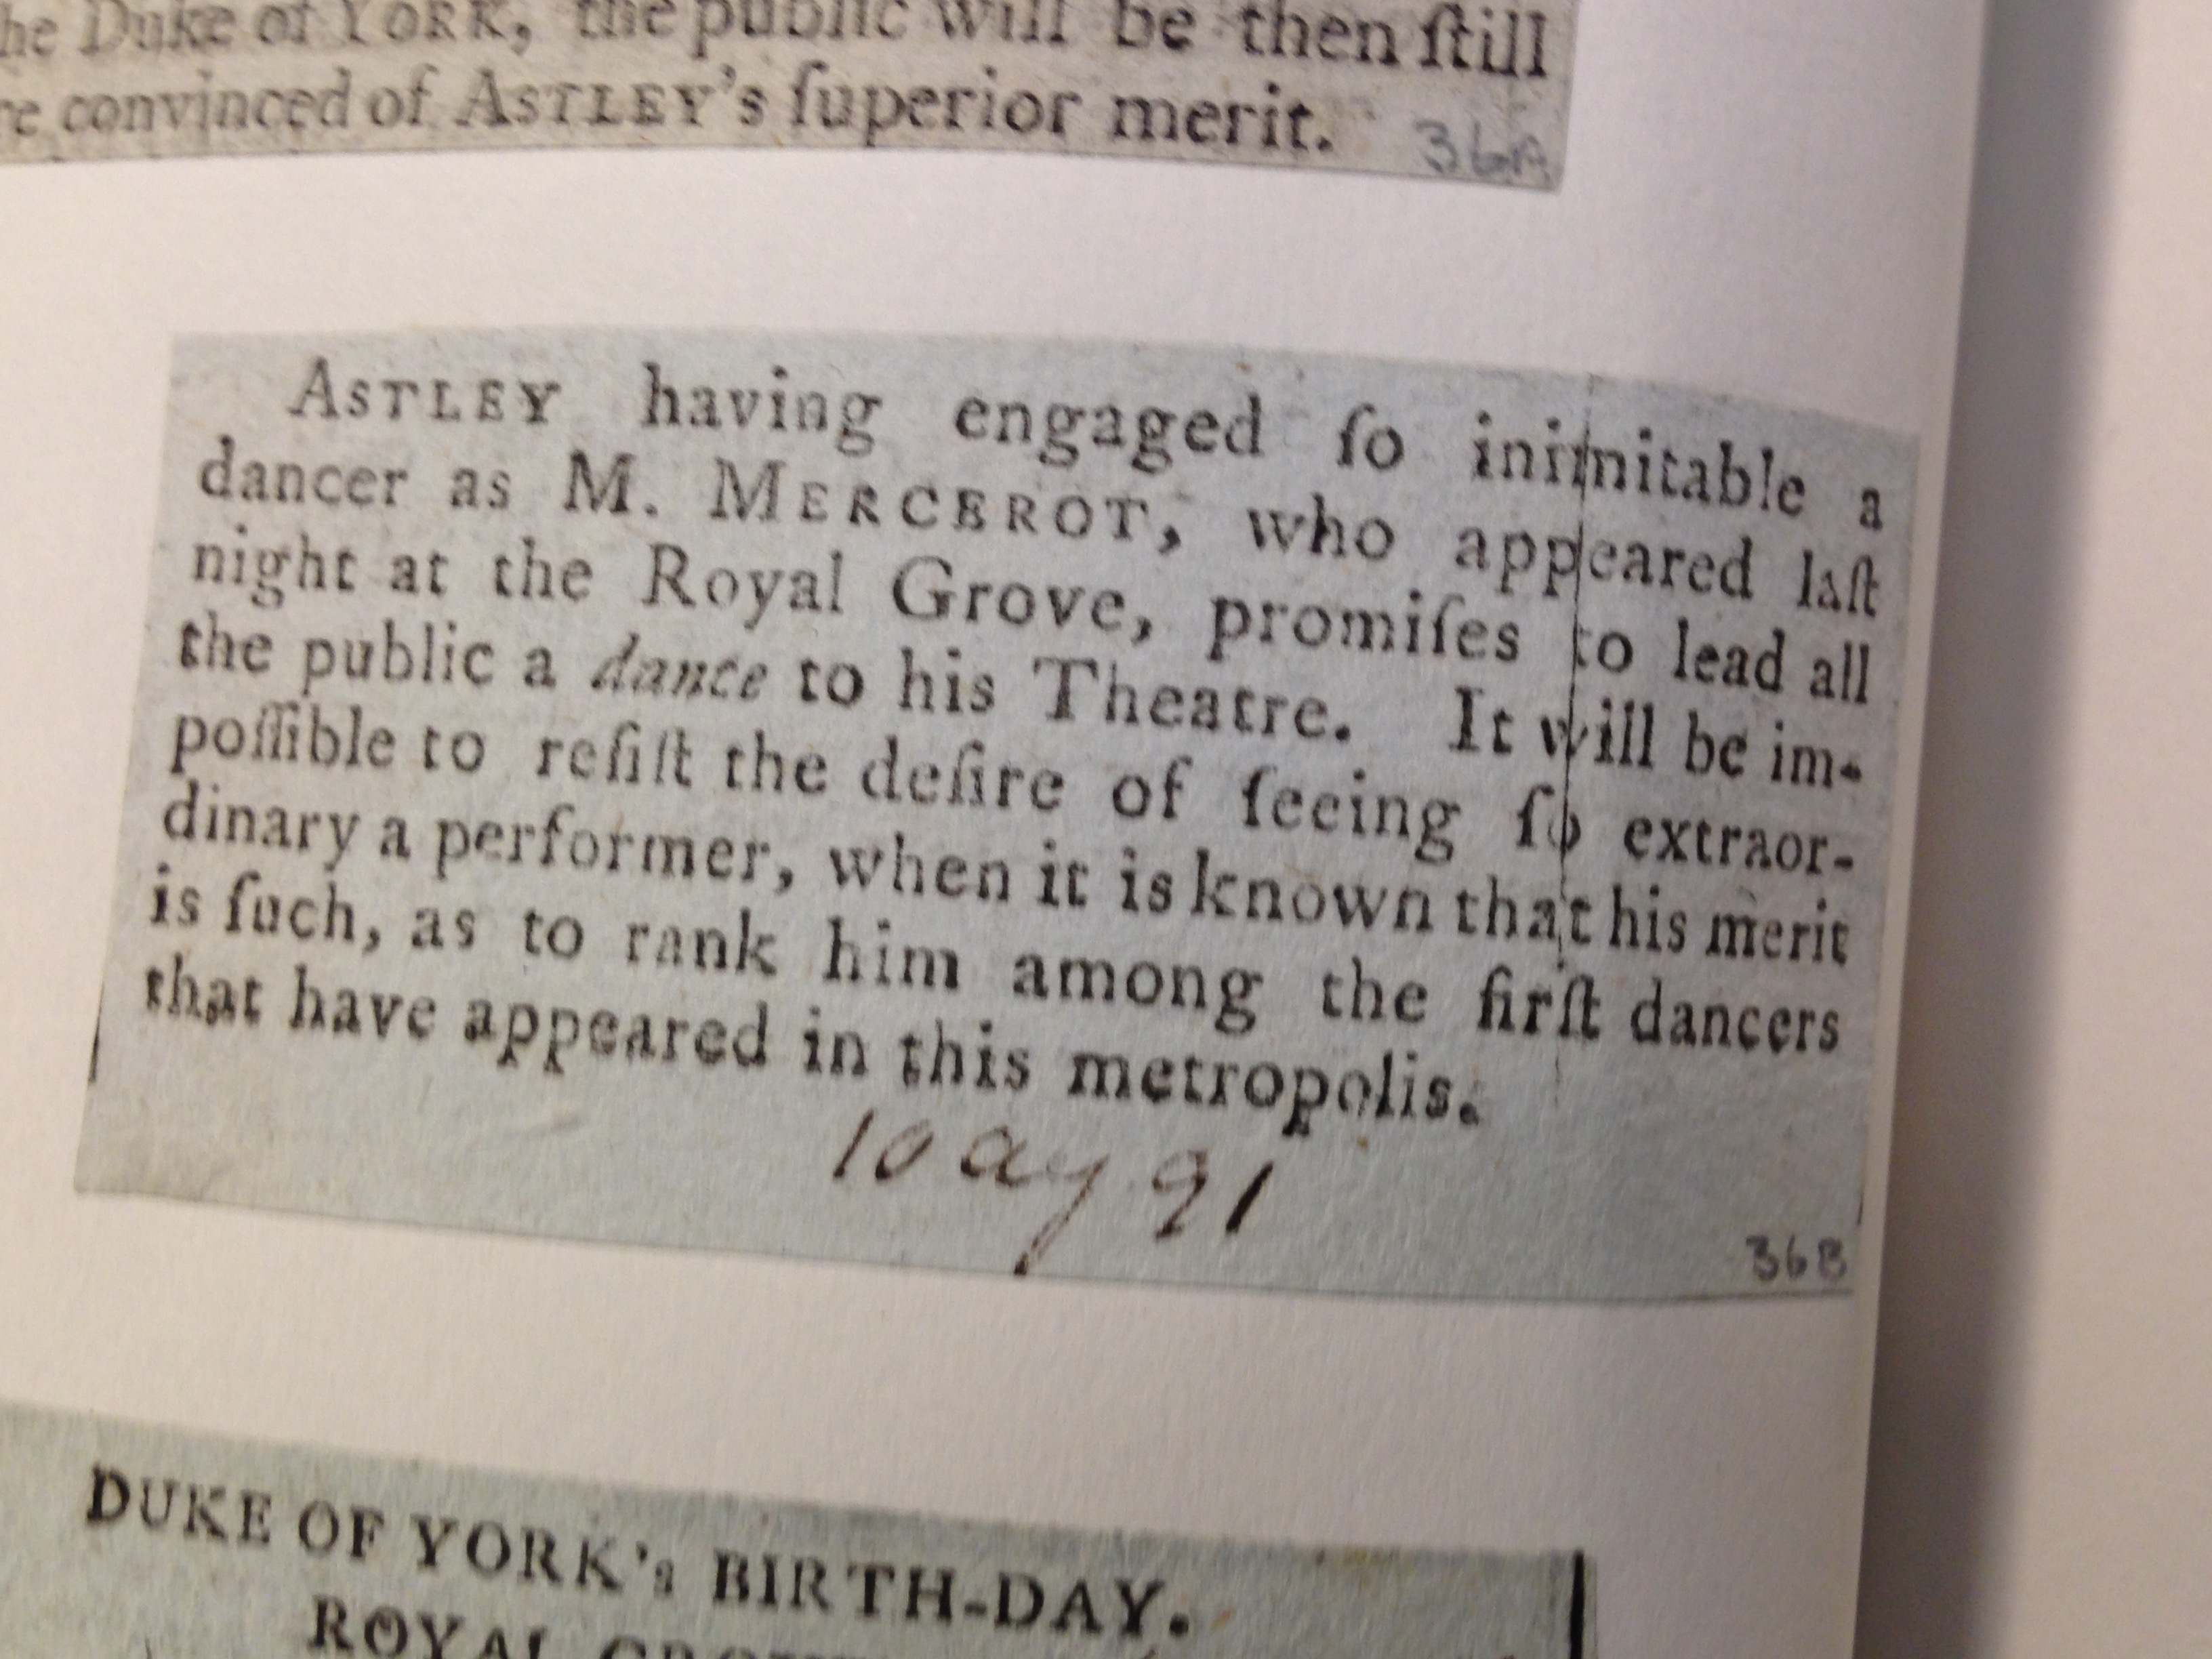 he Duke of YORK, the public will be then ſtill
re convinced of ASTLEY's ſuperior merit.
36A
ASTLEY having engaged ſo inimitable a
dancer as M. MERCEROT, who appeared laſt
night at the Royal Grove, promiſes to lead all
the public a dance to his Theatre. It will be im-
poſſible to reſiſt the deſire of ſeeing ſo extraor-
dinary a performer, when it is known that his merit
is ſuch, as to rank him among the firſt dancers
that have appeared in this metropolis.
10 ay 91
36B
DUKE OF YORK's BIRTH-DAY.
ROYAL GROVE